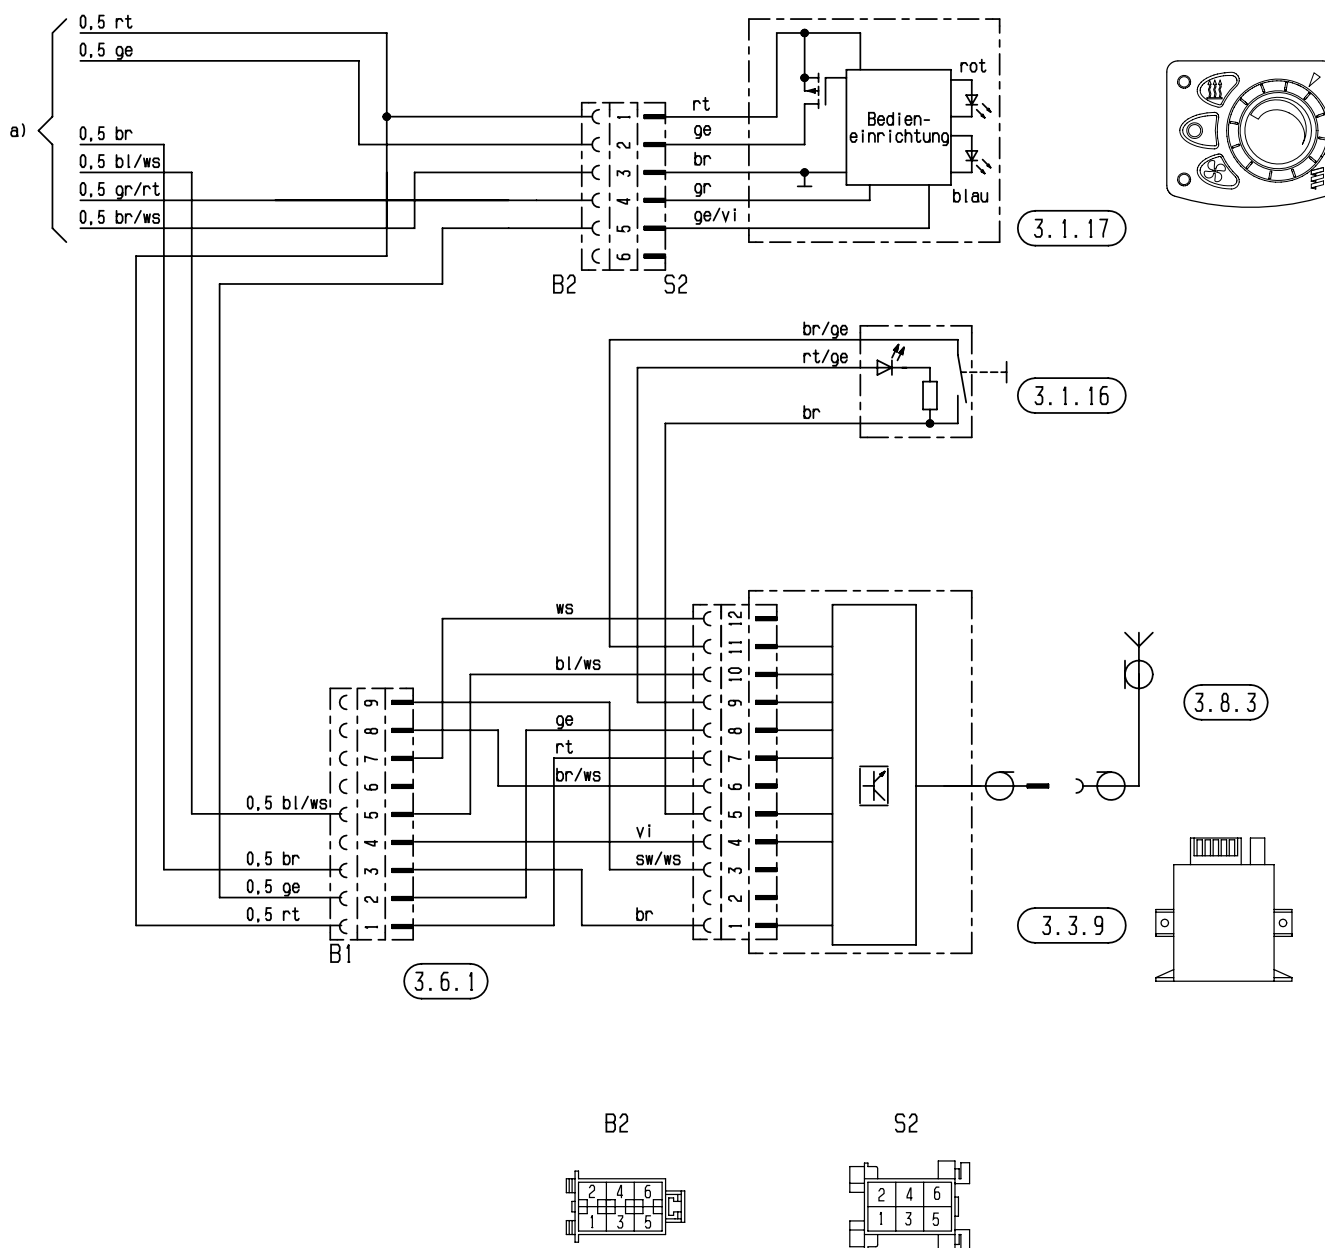 0,5 rt
0,5 ge
a)
0,5 br
0,5 bl/ws
0,5 gr/rt
0,5 br/ws
1
2
3
4
5
6
B2
S2
rt
ge
br
gr
ge/vi
Bedien-
einrichtung
rot
blau
3.1.17
br/ge
rt/ge
br
3.1.16
ws
bl/ws
ge
rt
br/ws
vi
sw/ws
br
12
11
10
9
8
7
6
5
4
3
2
1
3.8.3
3.3.9
0,5 bl/ws
0,5 br
0,5 ge
0,5 rt
9
8
7
6
5
4
3
2
1
B1
3.6.1
B2
S2
2 4 6
1 3 5
2 4 6
1 3 5